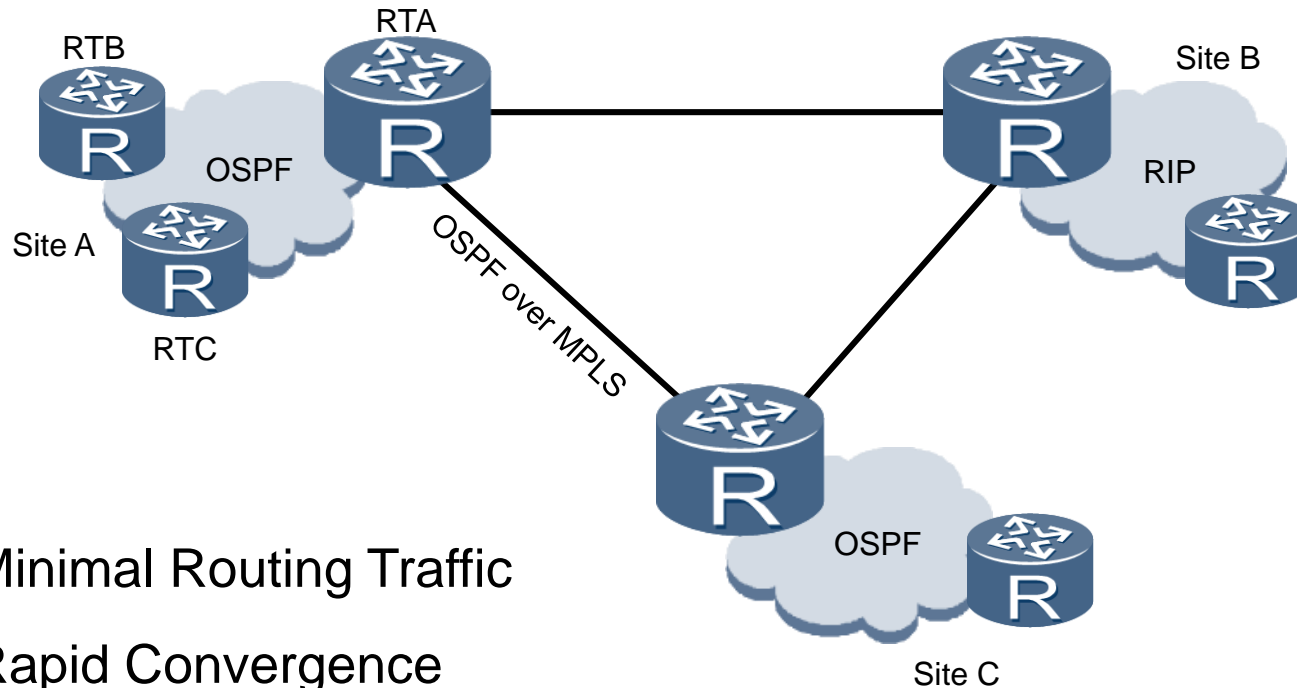 RTA
RTB
Site B
R
R
R
OSPF
RIP
Site A
R
R
RTC
OSPF over MPLS
R
OSPF
R
Minimal Routing Traffic
Rapid Convergence
Site C